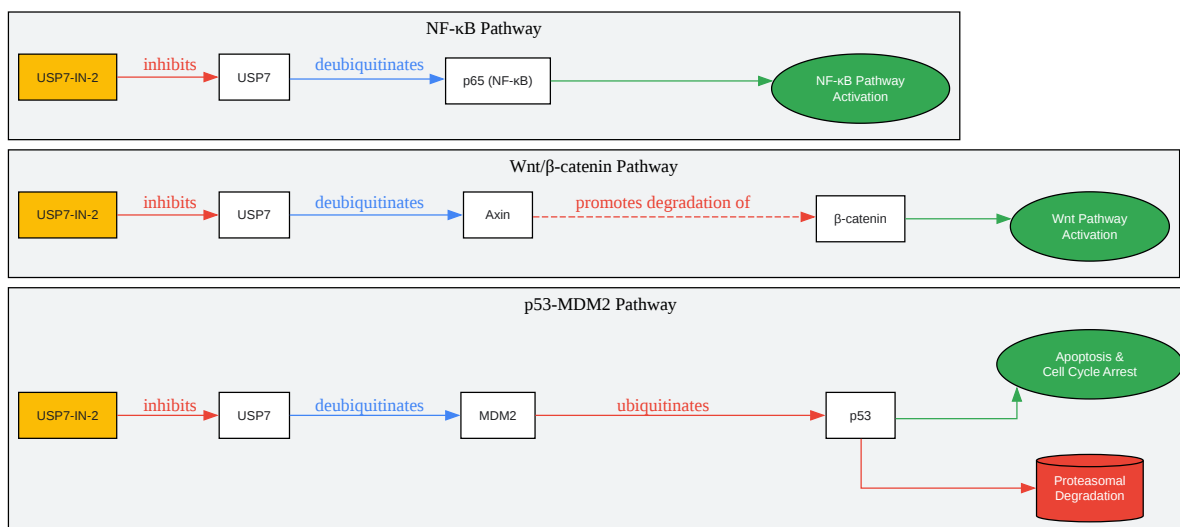 NF-κB Pathway
USP7-IN-2
inhibits
USP7
deubiquitinates
p65 (NF-κB)
NF-κB Pathway
Activation
Wnt/β-catenin Pathway
USP7-IN-2
inhibits
USP7
deubiquitinates
Axin
promotes degradation of
β-catenin
Wnt Pathway
Activation
p53-MDM2 Pathway
USP7-IN-2
inhibits
USP7
deubiquitinates
MDM2
ubiquitinates
p53
Apoptosis &
Cell Cycle Arrest
Proteasomal
Degradation